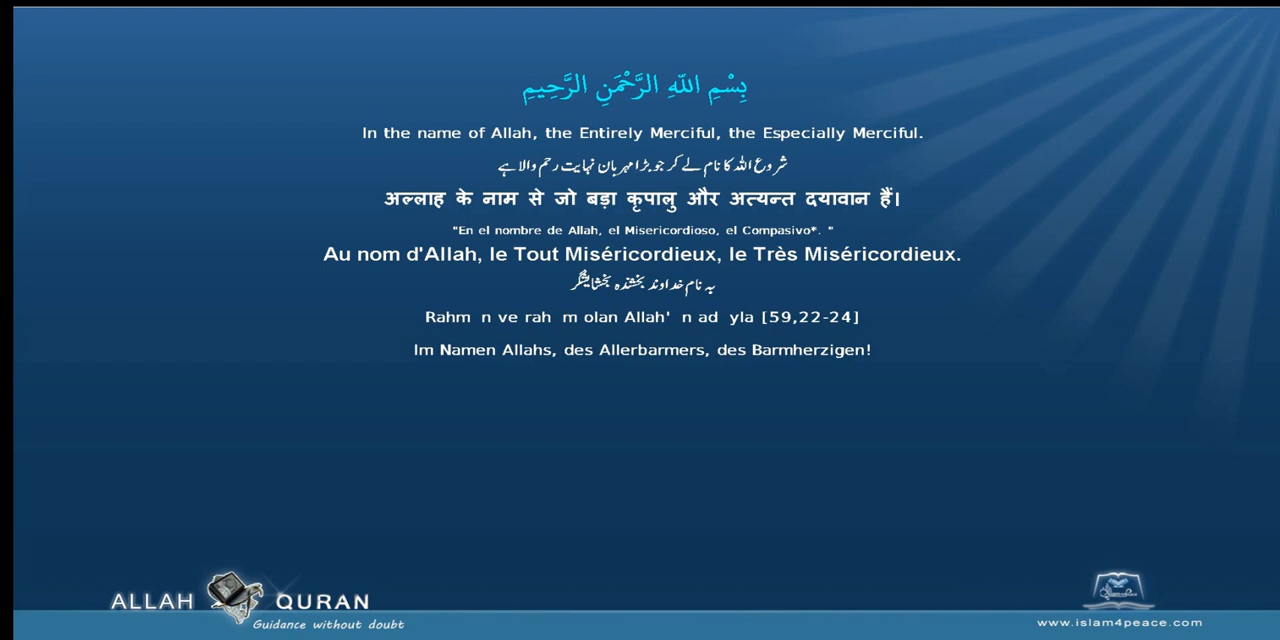 بِسْمِ اللّٰهِ الرَّحْمَنِ الرَّحِيمِ
In the name of Allah, the Entirely Merciful, the Especially Merciful.
شروع اللہ کا نام لے کر جو بڑا مہربان نہایت رحم والا ہے
अल्लाह के नाम से जो बड़ा कृपालु और अत्यन्त दयावान हैं।
"En el nombre de Allah, el Misericordioso, el Compasivo*. "
Au nom d'Allah, le Tout Miséricordieux, le Très Miséricordieux.
به نام خداوند بخشنده بخشایشگر
Rahm n ve rah m olan Allah' n ad yla [59,22-24]
Im Namen Allahs, des Allerbarmers, des Barmherzigen!
ALLAH QURAN
Guidance without doubt
www.islam4peace.com